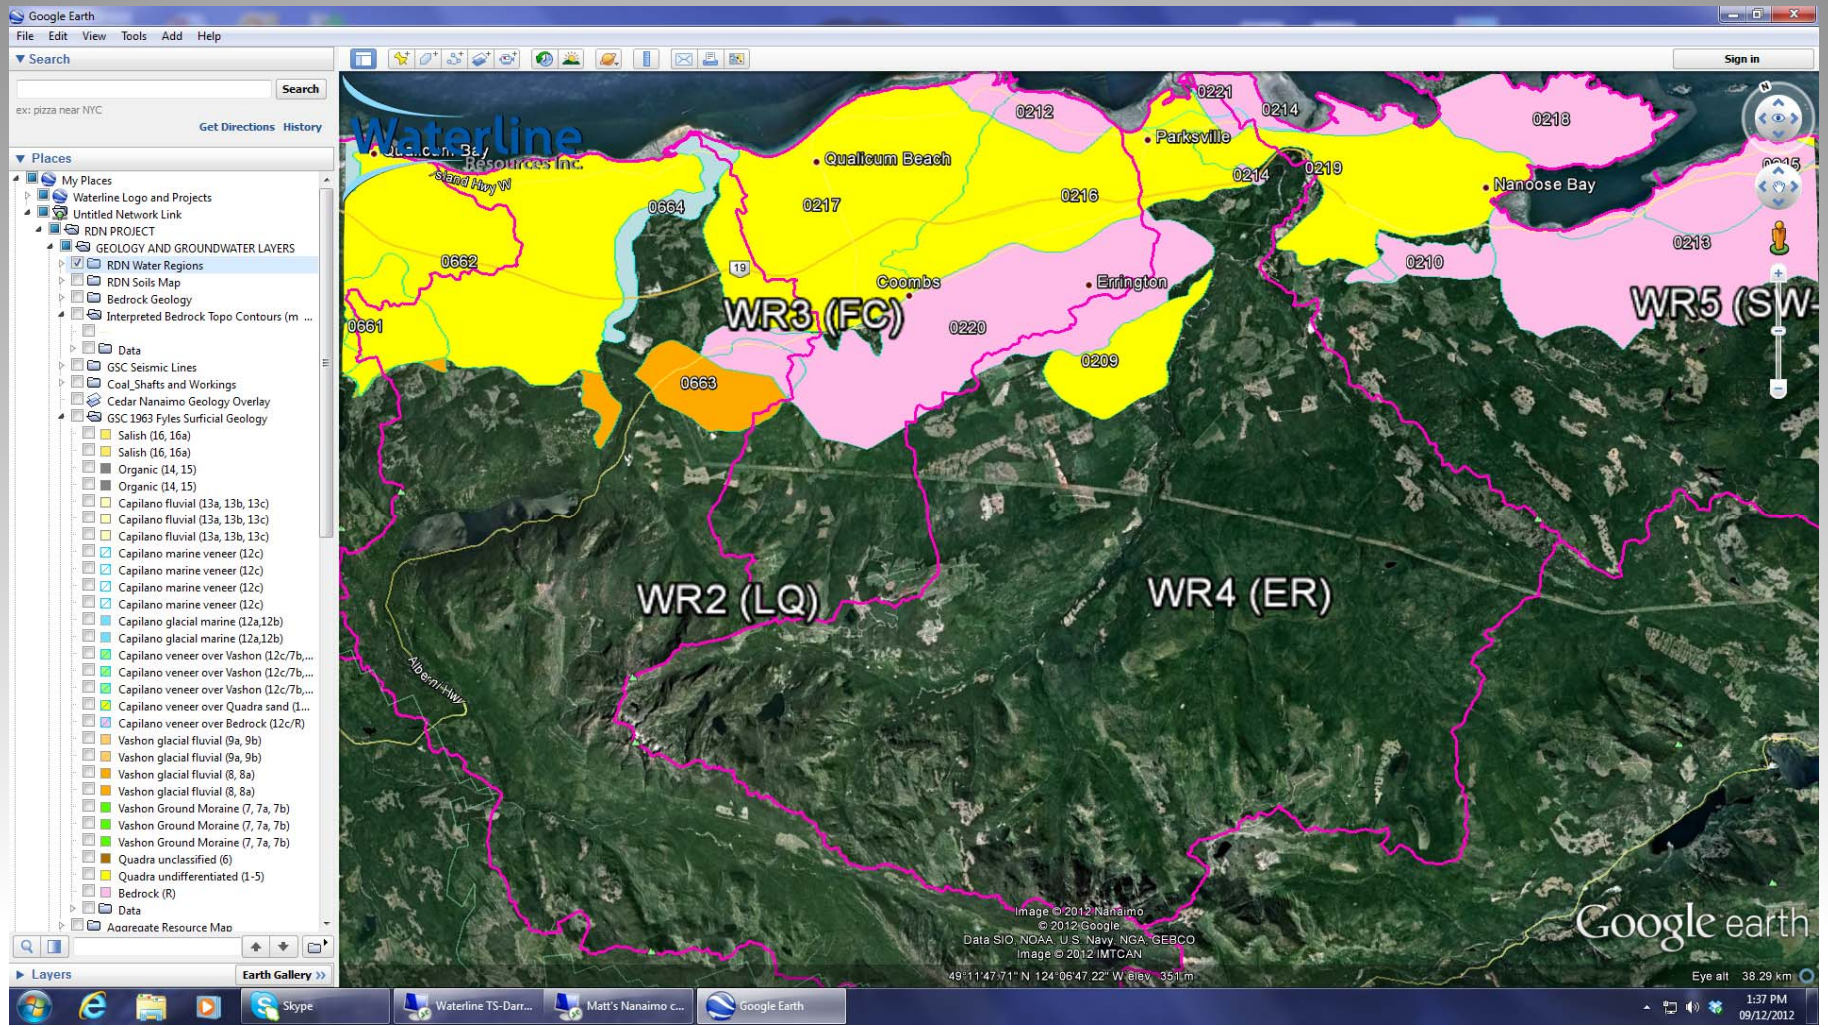 Google Earth
File Edit View Tools Add Help
Search
Search
ex: pizza near NYC
Get Directions History
Places
My Places
Waterline Logo and Projects
Untitled Network Link
RDN PROJECT
GEOLOGY AND GROUNDWATER LAYERS
RDN Water Regions
RDN Soils Map
Bedrock Geology
Interpreted Bedrock Topo Contours (m ...
Data
GSC Seismic Lines
Coal_Shafts and Workings
Cedar Nanaimo Geology Overlay
GSC 1963 Fyles Surficial Geology
Salish (16, 16a)
Salish (16, 16a)
Organic (14, 15)
Organic (14, 15)
Capilano fluvial (13a, 13b, 13c)
Capilano fluvial (13a, 13b, 13c)
Capilano fluvial (13a, 13b, 13c)
Capilano marine veneer (12c)
Capilano marine veneer (12c)
Capilano marine veneer (12c)
Capilano marine veneer (12c)
Capilano glacial marine (12a,12b)
Capilano glacial marine (12a,12b)
Capilano veneer over Vashon (12c/7b,...
Capilano veneer over Vashon (12c/7b,...
Capilano veneer over Vashon (12c/7b,...
Capilano veneer over Quadra sand (1...
Capilano veneer over Bedrock (12c/R)
Vashon glacial fluvial (9a, 9b)
Vashon glacial fluvial (9a, 9b)
Vashon glacial fluvial (8, 8a)
Vashon glacial fluvial (8, 8a)
Vashon Ground Moraine (7, 7a, 7b)
Vashon Ground Moraine (7, 7a, 7b)
Vashon Ground Moraine (7, 7a, 7b)
Quadra unclassified (6)
Quadra undifferentiated (1-5)
Bedrock (R)
Data
Aggregate Resource Map
Layers
Earth Gallery »
Sign in
N
Waterline
Resources Inc.
Qualicum Bay
Island Hwy W
Qualicum Beach
0212
Parksville
0221
0214
0218
0214
0219
Nanoose Bay
0215
0664
0217
0216
0213
0662
19
0210
Coombs
Errington
0661
WR3 (FC)
0220
WR5 (SW-
0209
0663
WR2 (LQ)
WR4 (ER)
Alberni Hwy
Image © 2012 Nanaimo
© 2012 Google
Data SIO, NOAA, U.S. Navy, NGA, GEBCO
Image © 2012 IMTCAN
Google earth
49°11'47.71" N 124°06'47.22" W elev 351 m
Eye alt 38.29 km
Skype
Waterline TS-Darr...
Matt's Nanaimo c...
Google Earth
1:37 PM
09/12/2012